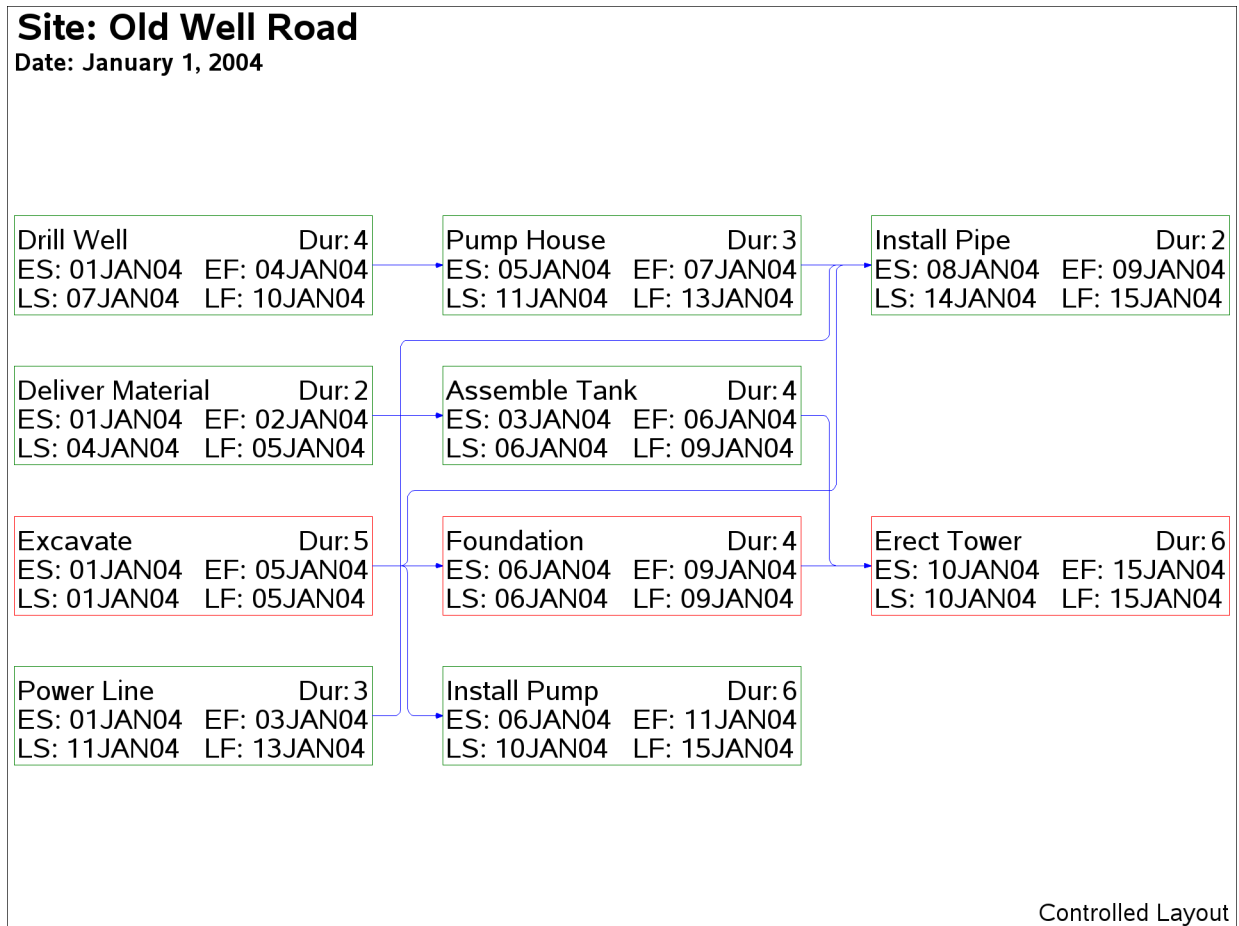 Site: Old Well Road
Date: January 1, 2004
Drill Well Dur: 4
ES: 01JAN04 EF: 04JAN04
LS: 07JAN04 LF: 10JAN04
Pump House Dur: 3
ES: 05JAN04 EF: 07JAN04
LS: 11JAN04 LF: 13JAN04
Install Pipe Dur: 2
ES: 08JAN04 EF: 09JAN04
LS: 14JAN04 LF: 15JAN04
Deliver Material Dur: 2
ES: 01JAN04 EF: 02JAN04
LS: 04JAN04 LF: 05JAN04
Assemble Tank Dur: 4
ES: 03JAN04 EF: 06JAN04
LS: 06JAN04 LF: 09JAN04
Excavate Dur: 5
ES: 01JAN04 EF: 05JAN04
LS: 01JAN04 LF: 05JAN04
Foundation Dur: 4
ES: 06JAN04 EF: 09JAN04
LS: 06JAN04 LF: 09JAN04
Erect Tower Dur: 6
ES: 10JAN04 EF: 15JAN04
LS: 10JAN04 LF: 15JAN04
Power Line Dur: 3
ES: 01JAN04 EF: 03JAN04
LS: 11JAN04 LF: 13JAN04
Install Pump Dur: 6
ES: 06JAN04 EF: 11JAN04
LS: 10JAN04 LF: 15JAN04
Controlled Layout